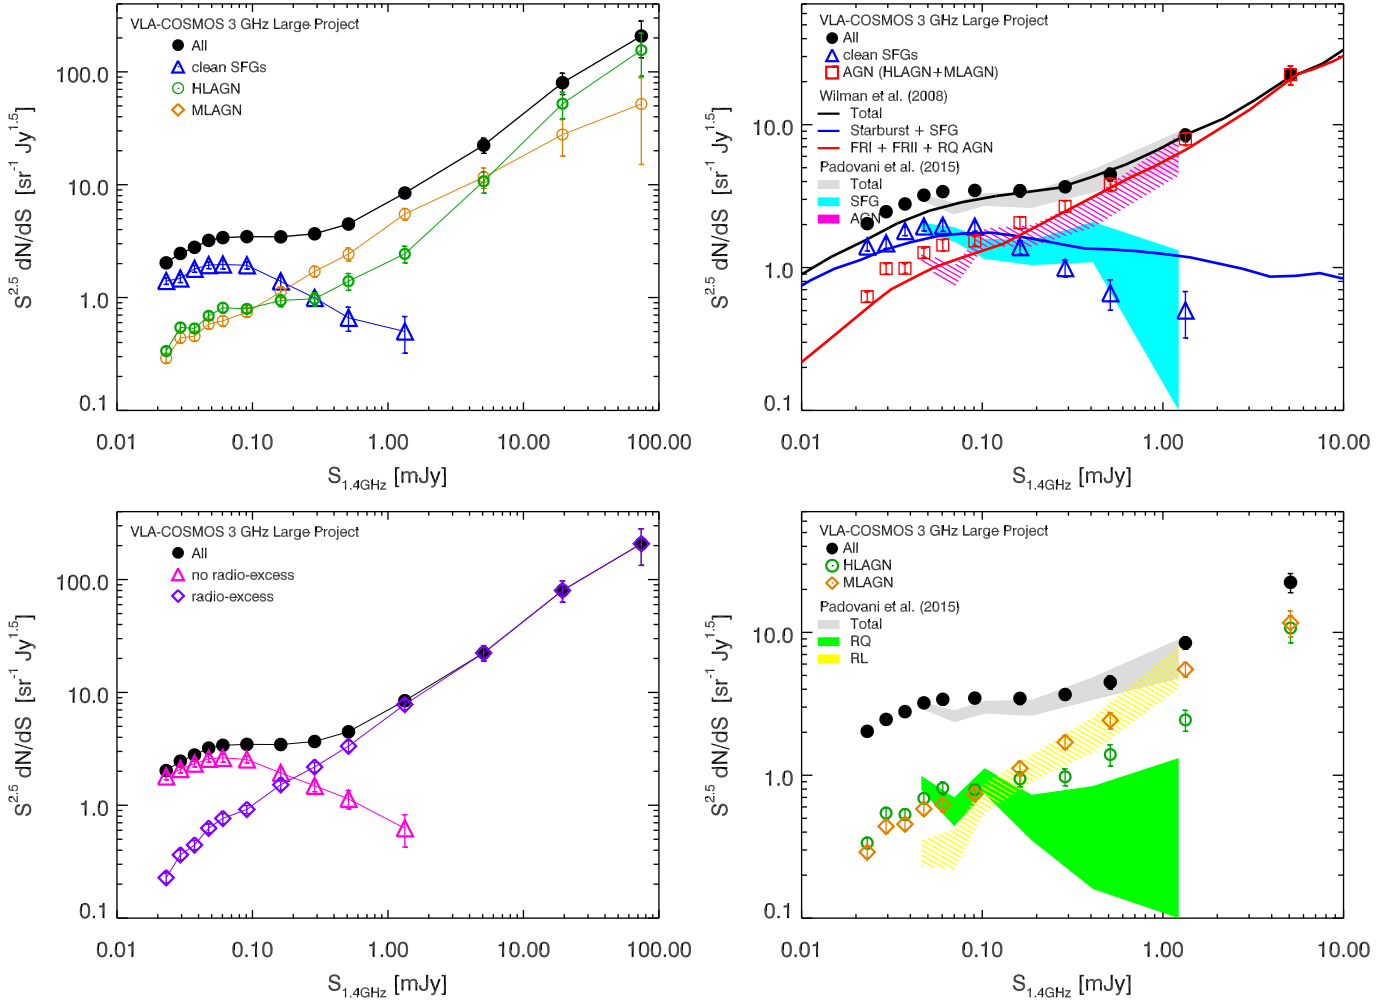 VLA-COSMOS 3 GHz Large Project
All
clean SFGs
HLAGN
MLAGN
100.0
10.0
1.0
0.1
S^2.5 dN/dS [sr^-1 Jy^1.5]
0.01 0.10 1.00 10.00 100.00
S_1.4GHz [mJy]
VLA-COSMOS 3 GHz Large Project
All
clean SFGs
AGN (HLAGN+MLAGN)
Wilman et al. (2008)
Total
Starburst + SFG
FRI + FRII + RQ AGN
Padovani et al. (2015)
Total
SFG
AGN
10.0
1.0
0.1
S^2.5 dN/dS [sr^-1 Jy^1.5]
0.01 0.10 1.00 10.00
S_1.4GHz [mJy]
VLA-COSMOS 3 GHz Large Project
All
no radio-excess
radio-excess
100.0
10.0
1.0
0.1
S^2.5 dN/dS [sr^-1 Jy^1.5]
0.01 0.10 1.00 10.00 100.00
S_1.4GHz [mJy]
VLA-COSMOS 3 GHz Large Project
All
HLAGN
MLAGN
Padovani et al. (2015)
Total
RQ
RL
10.0
1.0
0.1
S^2.5 dN/dS [sr^-1 Jy^1.5]
0.01 0.10 1.00 10.00
S_1.4GHz [mJy]